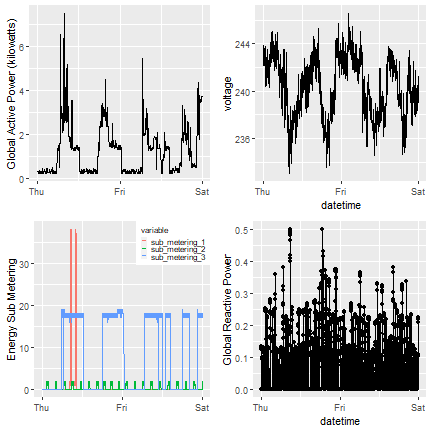 Global Active Power (kilowatts)
6
4
2
0
Thu
Fri
Sat
voltage
244
240
236
Thu
Fri
Sat
datetime
Energy Sub Metering
30
20
10
0
Thu
Fri
Sat
variable
sub_metering_1
sub_metering_2
sub_metering_3
Global Reactive Power
0.5
0.4
0.3
0.2
0.1
0.0
Thu
Fri
Sat
datetime